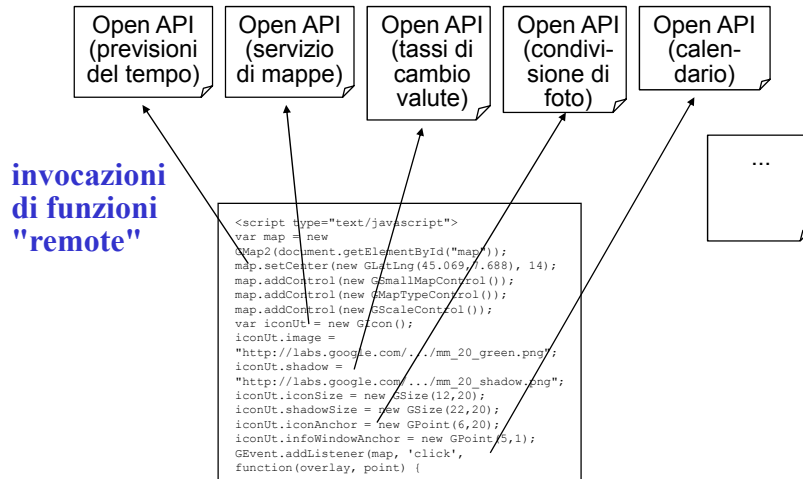 Open API
(previsioni
del tempo)
Open API
(servizio
di mappe)
Open API
(tassi di
cambio
valute)
Open API
(condivi-
sione di
foto)
Open API
(calen-
dario)
...
invocazioni
di funzioni
"remote"
<script type="text/javascript">
var map = new
GMap2(document.getElementById("map"));
map.setCenter(new GLatLng(45.069,7.688), 14);
map.addControl(new GSmallMapControl());
map.addControl(new GMapTypeControl());
map.addControl(new GScaleControl());
var iconUt = new GIcon();
iconUt.image =
"http://labs.google.com/.../mm_20_green.png";
iconUt.shadow =
"http://labs.google.com/.../mm_20_shadow.png";
iconUt.iconSize = new GSize(12,20);
iconUt.shadowSize = new GSize(22,20);
iconUt.iconAnchor = new GPoint(6,20);
iconUt.infoWindowAnchor = new GPoint(5,1);
GEvent.addListener(map, 'click',
function(overlay, point) {